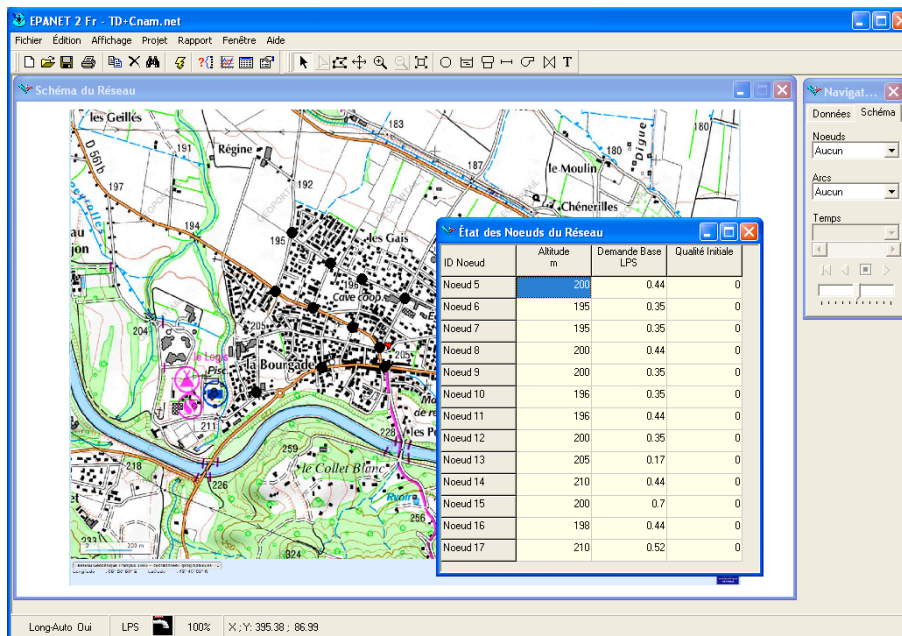 EPANET 2 Fr - TD+Cnam.net
Fichier Édition Affichage Projet Rapport Fenêtre Aide
T
Schéma du Réseau
les Geillés
183
191
Régine
180
180
Digue
D 561b
187
le Moulin
192
197
Chénerilles
Peyrolles
194
195
les Gais
196
Cave coop.
204
205
le Logis
Pisc
la Bourgade
205
211
228
les
259
218
le Collet Blanc
226
256
324
200 m
État des Noeuds du Réseau
ID Noeud Altitude m Demande Base LPS Qualité Initiale
Noeud 5 200 0.44 0
Noeud 6 195 0.35 0
Noeud 7 195 0.35 0
Noeud 8 200 0.44 0
Noeud 9 200 0.35 0
Noeud 10 196 0.35 0
Noeud 11 196 0.44 0
Noeud 12 200 0.35 0
Noeud 13 205 0.17 0
Noeud 14 210 0.44 0
Noeud 15 200 0.7 0
Noeud 16 198 0.44 0
Noeud 17 210 0.52 0
Navigat...
Données Schéma
Noeuds
Aucun
Arcs
Aucun
Temps
Long-Auto Oui LPS 100% X ; Y: 395.38 ; 86.99